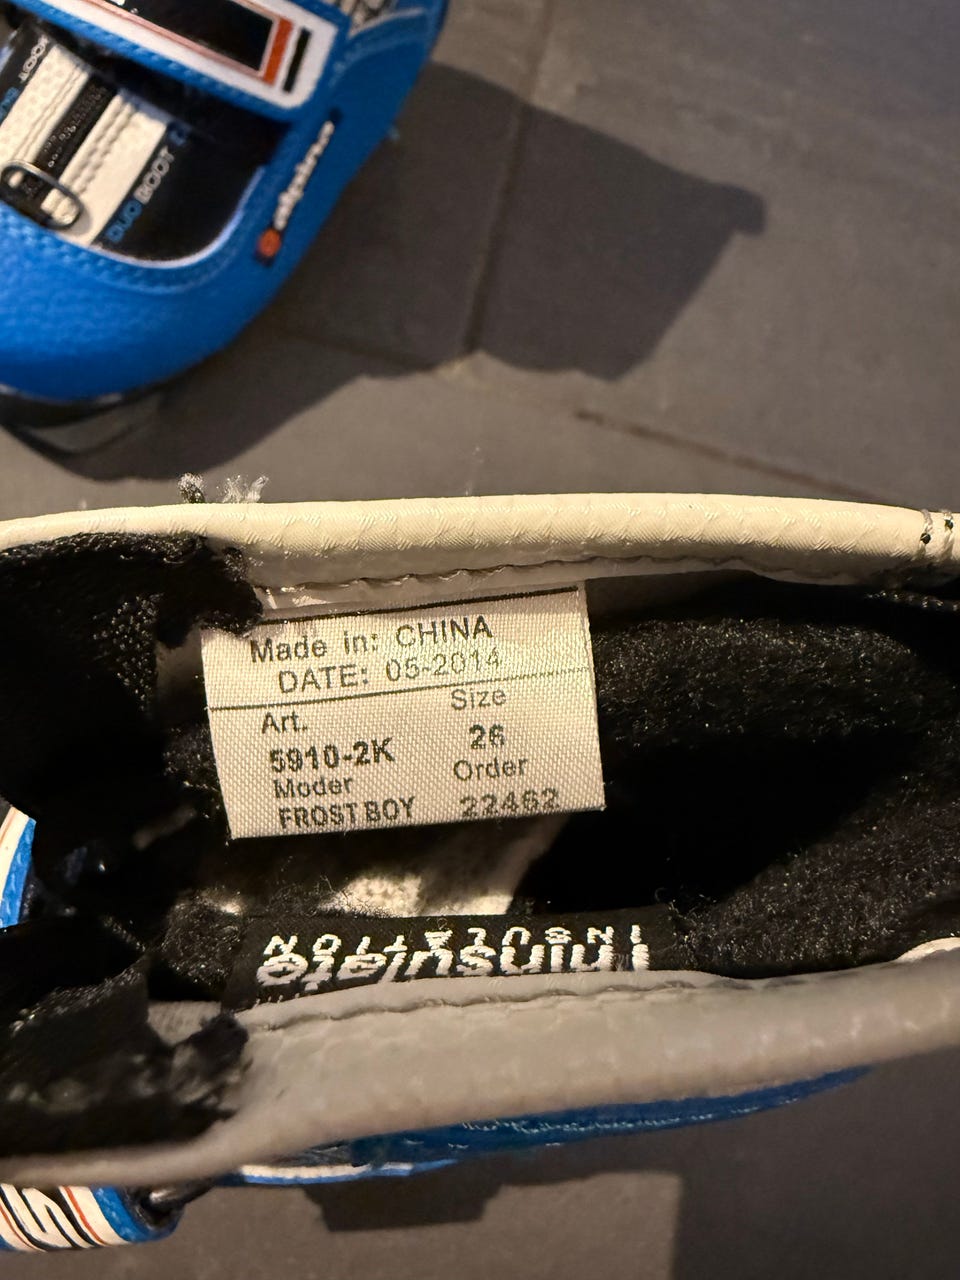 alpina
DUO BOOT
Made in: CHINA
DATE: 05-2014
Art. Size
5910-2K 26
Moder Order
FROST BOY 22462
INSULATION